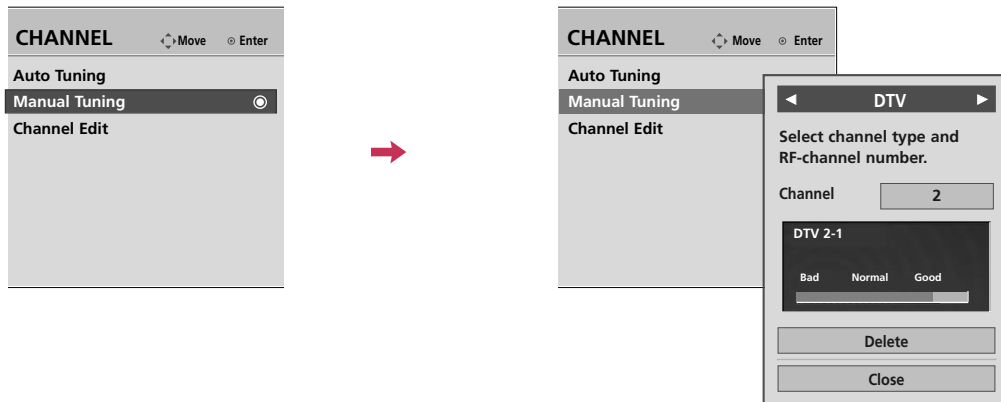 CHANNEL Move Enter
Auto Tuning
Manual Tuning
Channel Edit
CHANNEL Move Enter
Auto Tuning
Manual Tuning
Channel Edit
DTV
Select channel type and
RF-channel number.
Channel 2
DTV 2-1
Bad Normal Good
Delete
Close